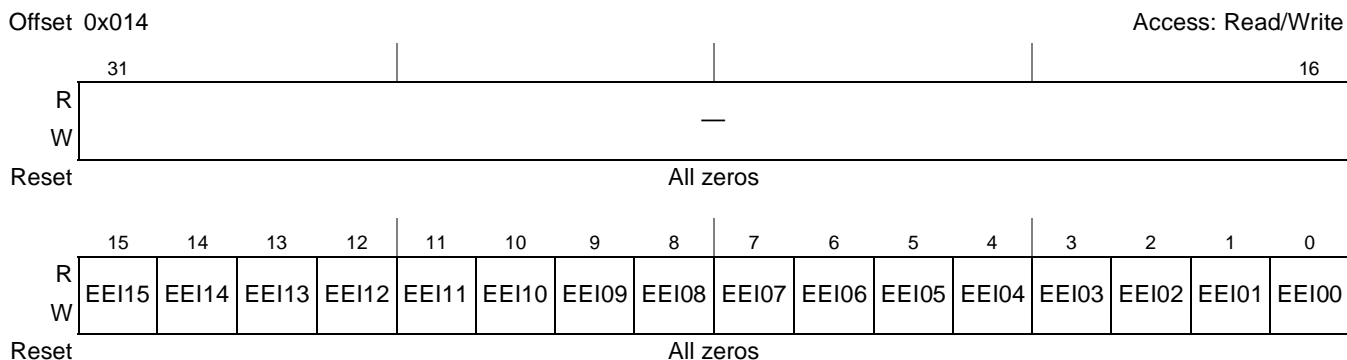 Offset 0x014 Access: Read/Write
31 16
R
—
W
Reset All zeros
15 14 13 12 11 10 9 8 7 6 5 4 3 2 1 0
R
EEI15 EEI14 EEI13 EEI12 EEI11 EEI10 EEI09 EEI08 EEI07 EEI06 EEI05 EEI04 EEI03 EEI02 EEI01 EEI00
W
Reset All zeros